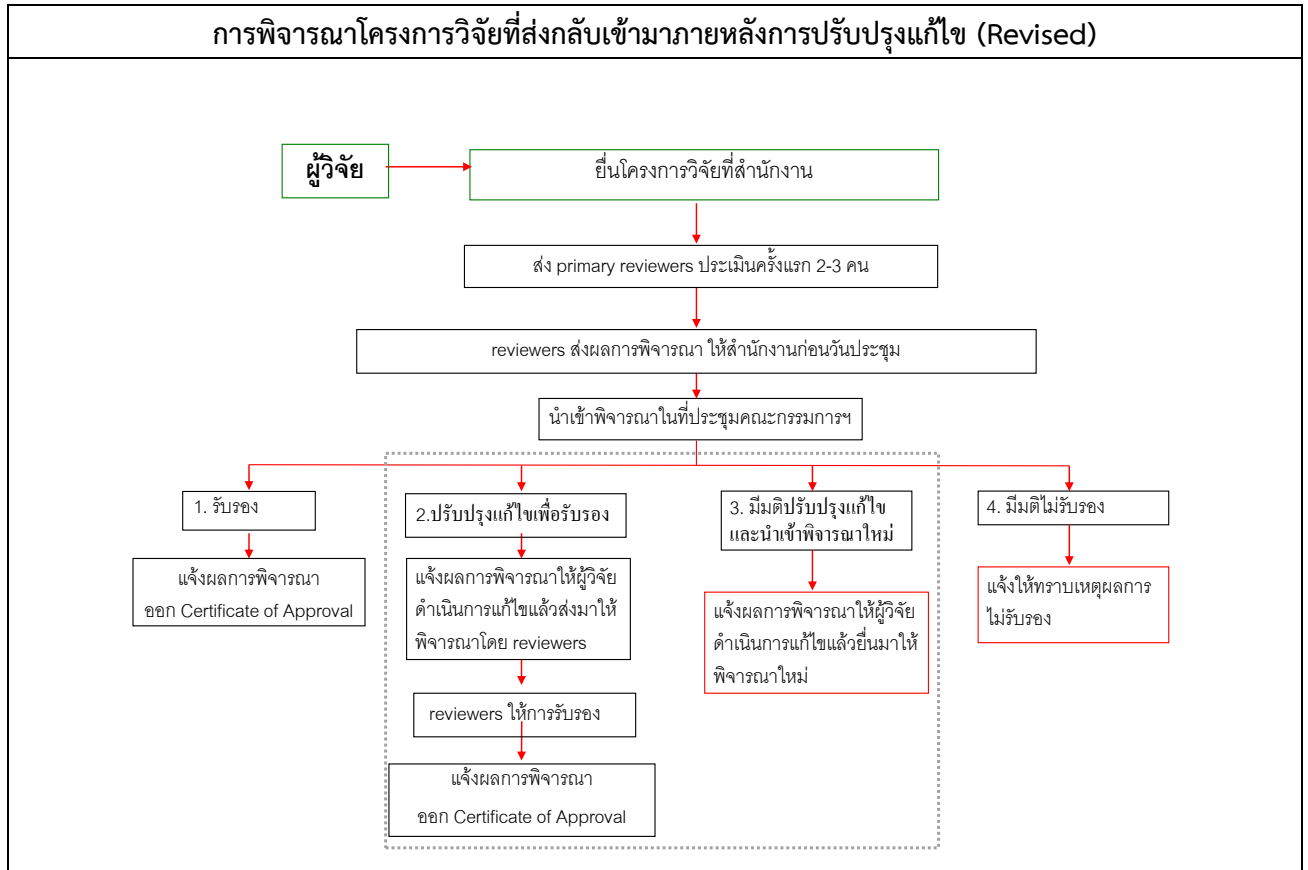 การพิจารณาโครงการวิจัยที่ส่งกลับเข้ามาภายหลังการปรับปรุงแก้ไข (Revised)
ผู้วิจัย
ยื่นโครงการวิจัยที่สำนักงาน
ส่ง primary reviewers ประเมินครั้งแรก 2-3 คน
reviewers ส่งผลการพิจารณา ให้สำนักงานก่อนวันประชุม
นำเข้าพิจารณาในที่ประชุมคณะกรรมการฯ
1. รับรอง
แจ้งผลการพิจารณา
ออก Certificate of Approval
2.ปรับปรุงแก้ไขเพื่อรับรอง
แจ้งผลการพิจารณาให้ผู้วิจัย
ดำเนินการแก้ไขแล้วส่งมาให้
พิจารณาโดย reviewers
reviewers ให้การรับรอง
แจ้งผลการพิจารณา
ออก Certificate of Approval
3. มีมติปรับปรุงแก้ไข
และนำเข้าพิจารณาใหม่
แจ้งผลการพิจารณาให้ผู้วิจัย
ดำเนินการแก้ไขแล้วยื่นมาให้
พิจารณาใหม่
4. มีมติไม่รับรอง
แจ้งให้ทราบเหตุผลการ
ไม่รับรอง